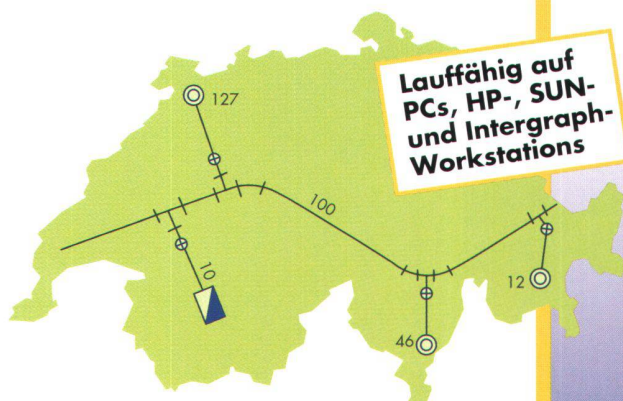 Lauffähig auf
PCs, HP-, SUN-
und Intergraph-
Workstations
127
100
10
12
46